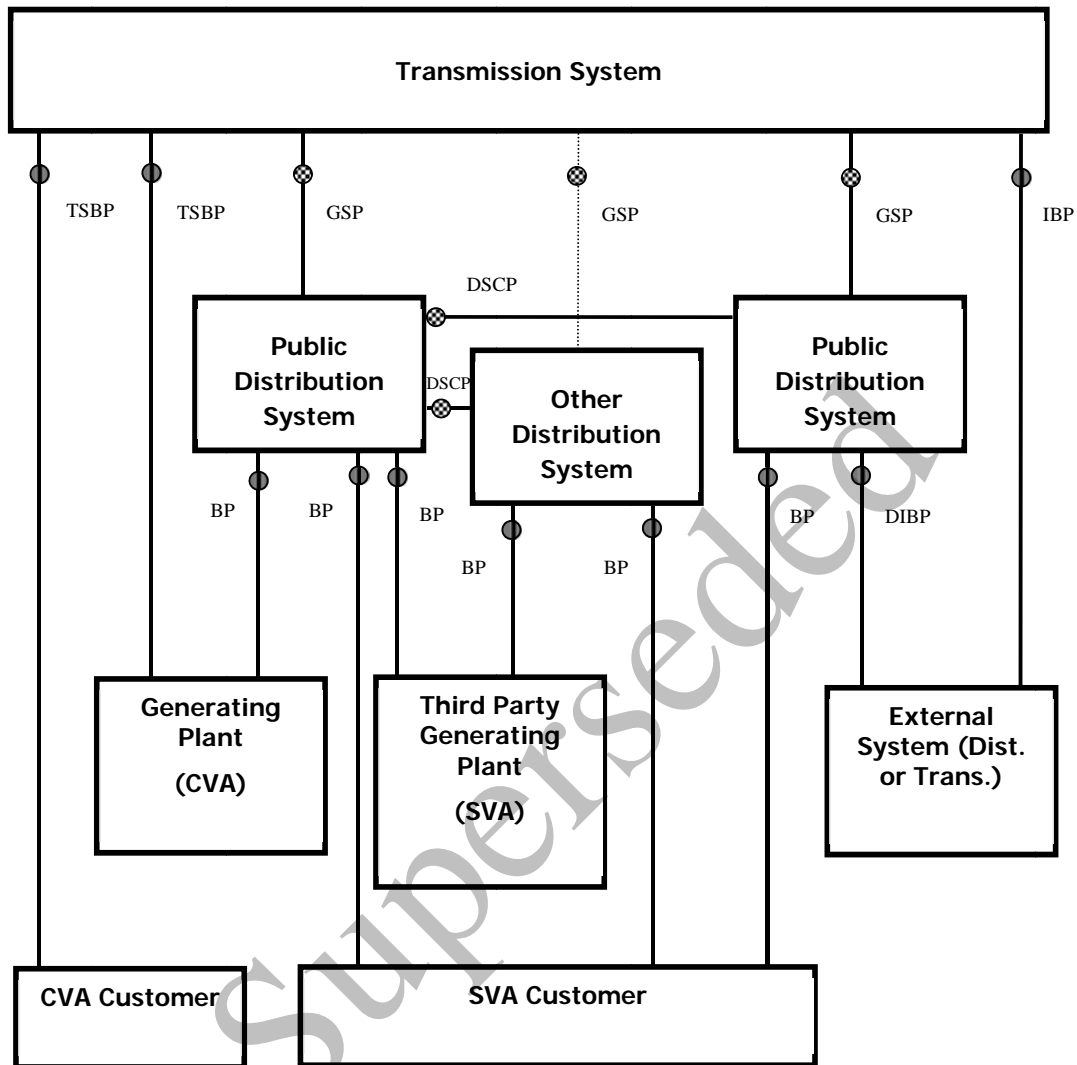 Transmission System
TSBP
TSBP
GSP
GSP
GSP
IBP
DSCP
Public
Distribution
System
DSCP
Other
Distribution
System
Public
Distribution
System
BP
BP
BP
BP
BP
BP
DIBP
Generating
Plant
(CVA)
Third Party
Generating
Plant
(SVA)
External
System (Dist.
or Trans.)
CVA Customer
SVA Customer
Superseded